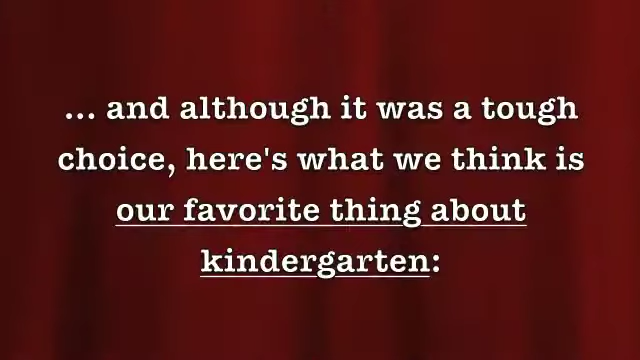 ... and although it was a tough
choice, here's what we think is
our favorite thing about
kindergarten: